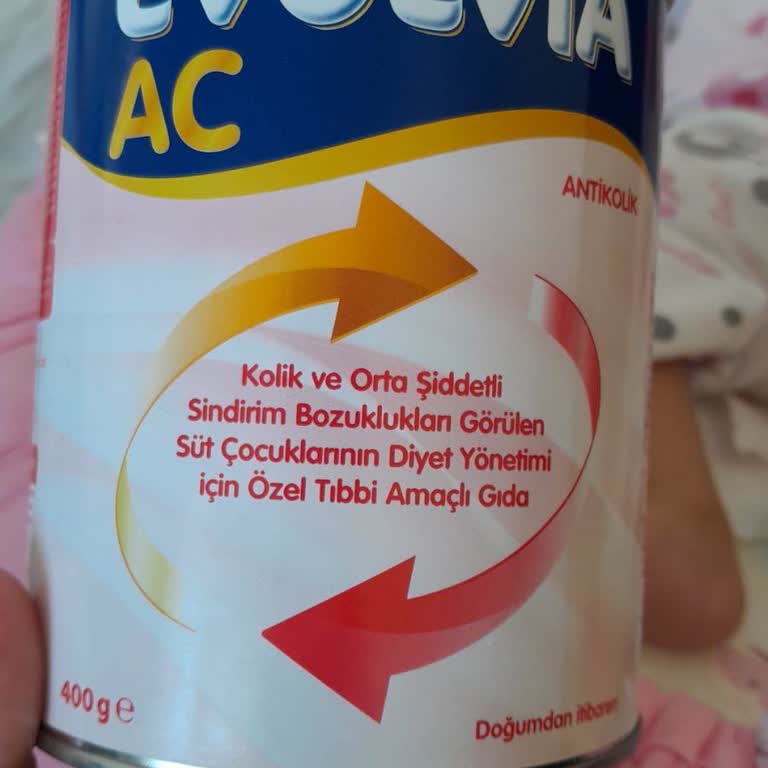 EVOLVIA
AC
ANTİKOLİK
Kolik ve Orta Şiddetli
Sindirim Bozuklukları Görülen
Süt Çocuklarının Diyet Yönetimi
için Özel Tıbbi Amaçlı Gıda
400 g e
Doğumdan itibaren